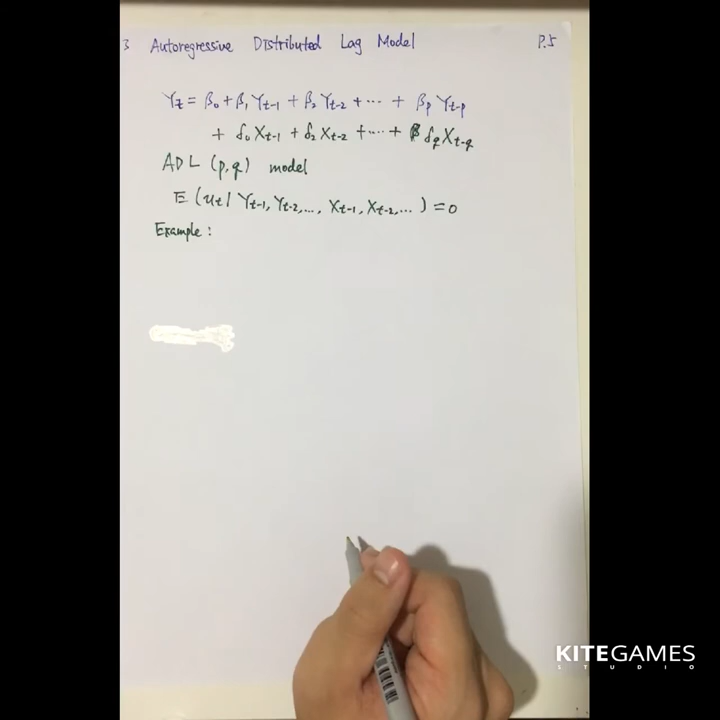 3 Autoregressive Distributed Lag Model P.5
Yt = β0 + β1 Yt-1 + β2 Yt-2 + ... + βp Yt-p
+ δ0 Xt-1 + δ2 Xt-2 + ... + δq Xt-q
ADL (p,q) model
E (ut | Yt-1, Yt-2, ..., Xt-1, Xt-2, ...) = 0
Example :
KITEGAMES
STUDIO